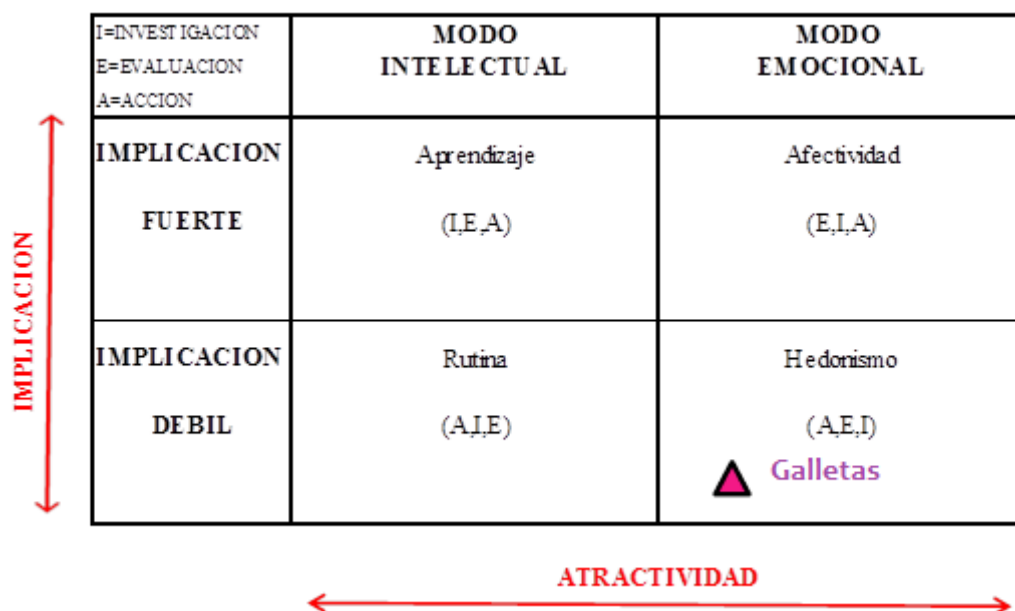 I=INVESTIGACION
E=EVALUACION
A=ACCION
MODO
INTELECTUAL
MODO
EMOCIONAL
IMPLICACION
FUERTE
Aprendizaje
(I,E,A)
Afectividad
(E,I,A)
IMPLICACION
DEBIL
Rutina
(A,I,E)
Hedonismo
(A,E,I)
Galletas
IMPLICACION
ATRACTIVIDAD